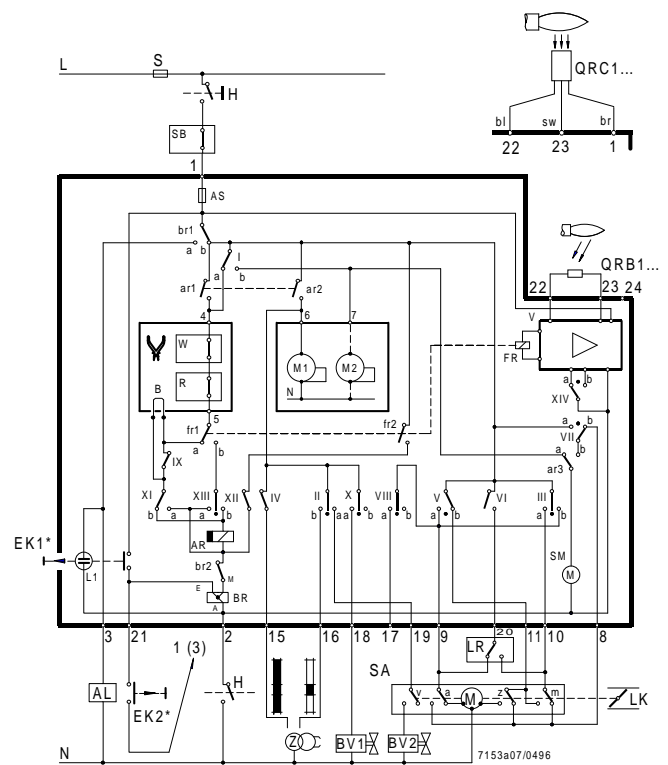 L
S
H
SB
1
QRC1...
bl
sw
br
22
23
1
AS
br1
a
b
I
a
b
ar1
ar2
QRB1...
22
23
24
4
6
7
V
FR
W
R
M1
M2
N
B
a
b
XIV
5
fr1
a
b
fr2
a
b
VII
a
b
ar3
IX
XI
XIII
XII
IV
II
X
VIII
V
VI
III
b
a
a
b
b
a
a
b
a
b
a
b
a
b
AR
br2
M
E
BR
A
EK1*
L1
SM
M
3
21
2
15
16
18
17
19
9
20
11
10
8
1 (3)
LR
H
SA
AL
EK2*
v
a
M
z
m
LK
Z
BV1
BV2
N
7153a07/0496